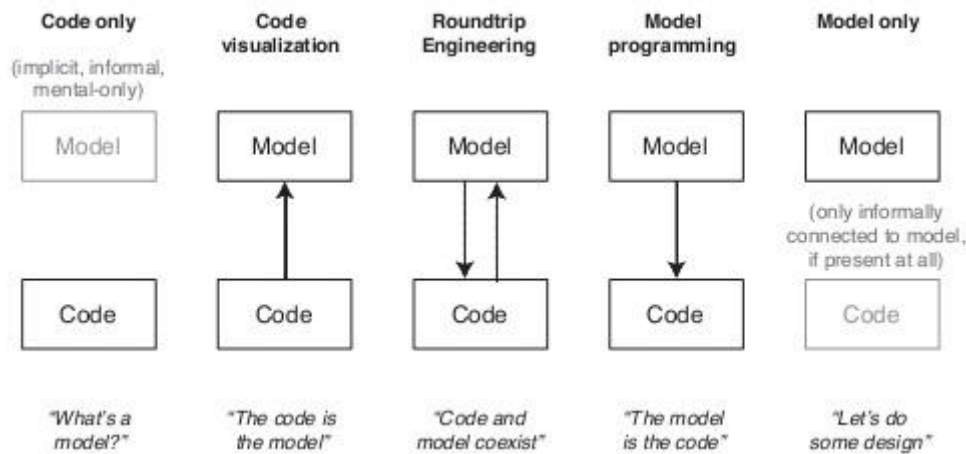 Code only
Code
visualization
Roundtrip
Engineering
Model
programming
Model only
(implicit, informal,
mental-only)
Model
Model
Model
Model
Model
(only informally
connected to model,
if present at all)
Code
Code
Code
Code
Code
"What's a
model?"
"The code is
the model"
"Code and
model coexist"
"The model
is the code"
"Let's do
some design"